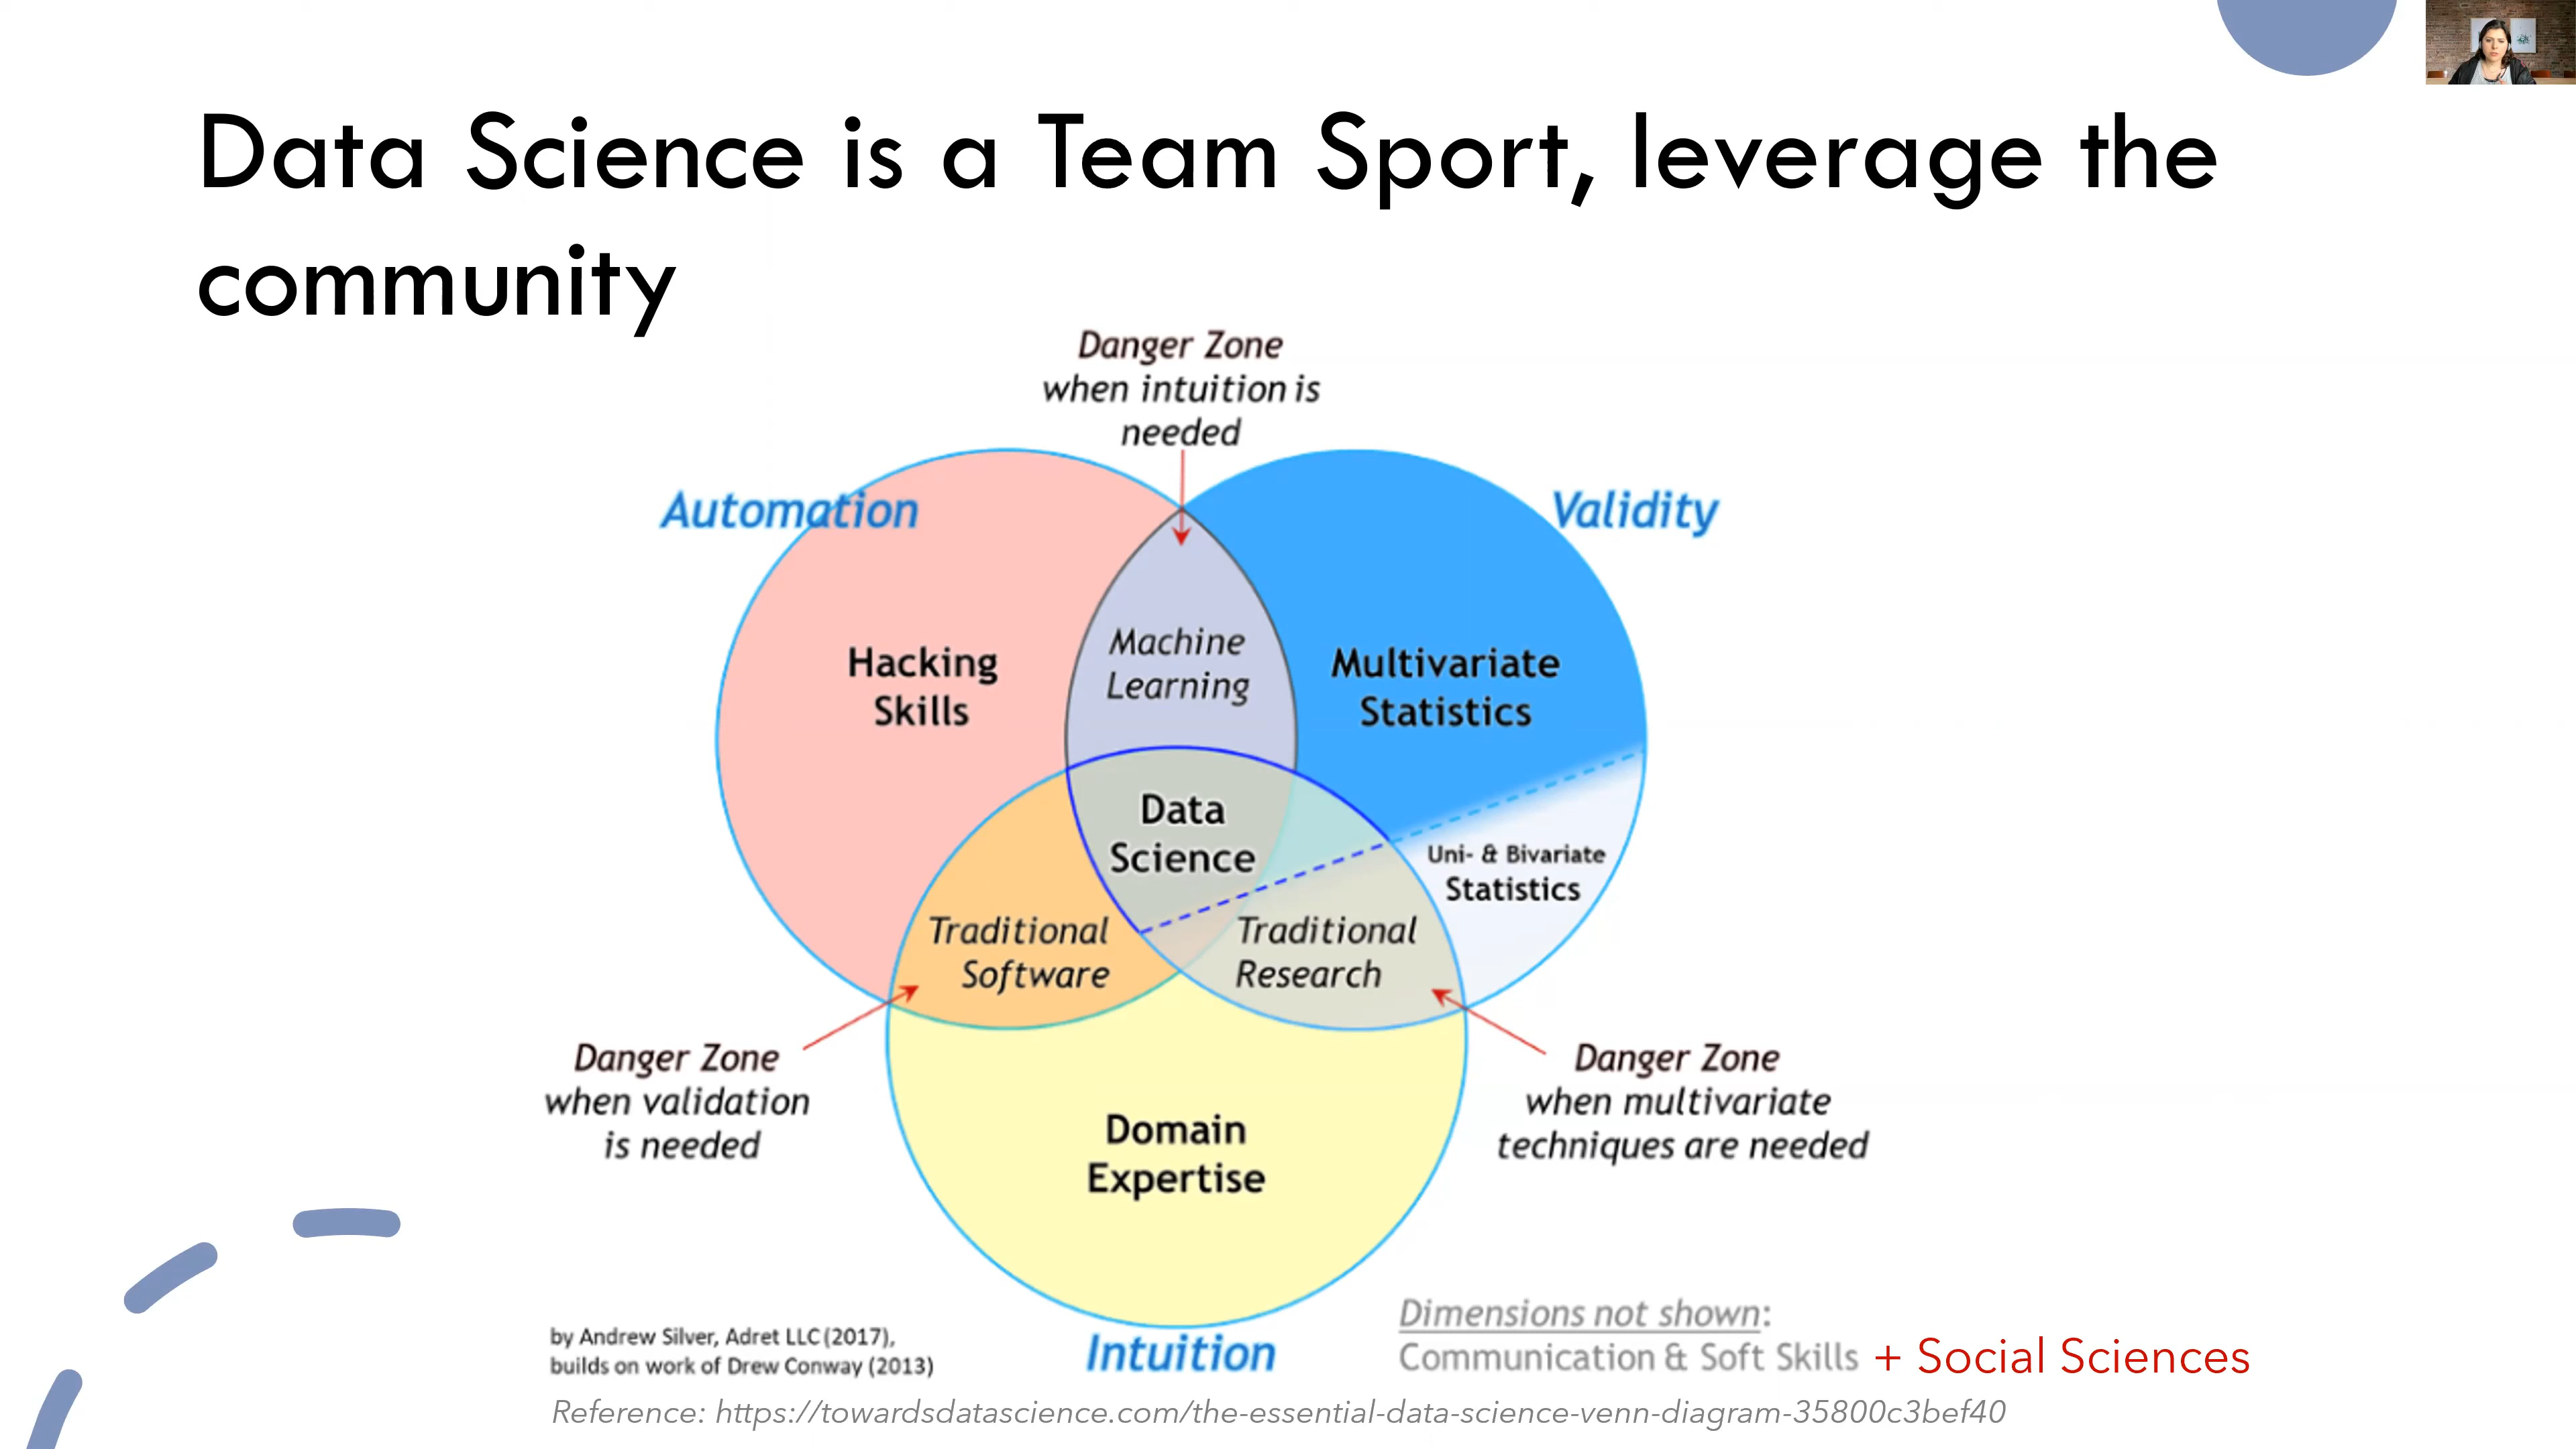 Data Science is a Team Sport, leverage the
community
Danger Zone
when intuition is
needed
Automation
Validity
Hacking
Skills
Machine
Learning
Multivariate
Statistics
Data
Science
Uni- & Bivariate
Statistics
Traditional
Software
Traditional
Research
Danger Zone
when validation
is needed
Danger Zone
when multivariate
techniques are needed
Domain
Expertise
by Andrew Silver, Adret LLC (2017),
builds on work of Drew Conway (2013)
Intuition
Dimensions not shown:
Communication & Soft Skills + Social Sciences
Reference: https://towardsdatascience.com/the-essential-data-science-venn-diagram-35800c3bef40